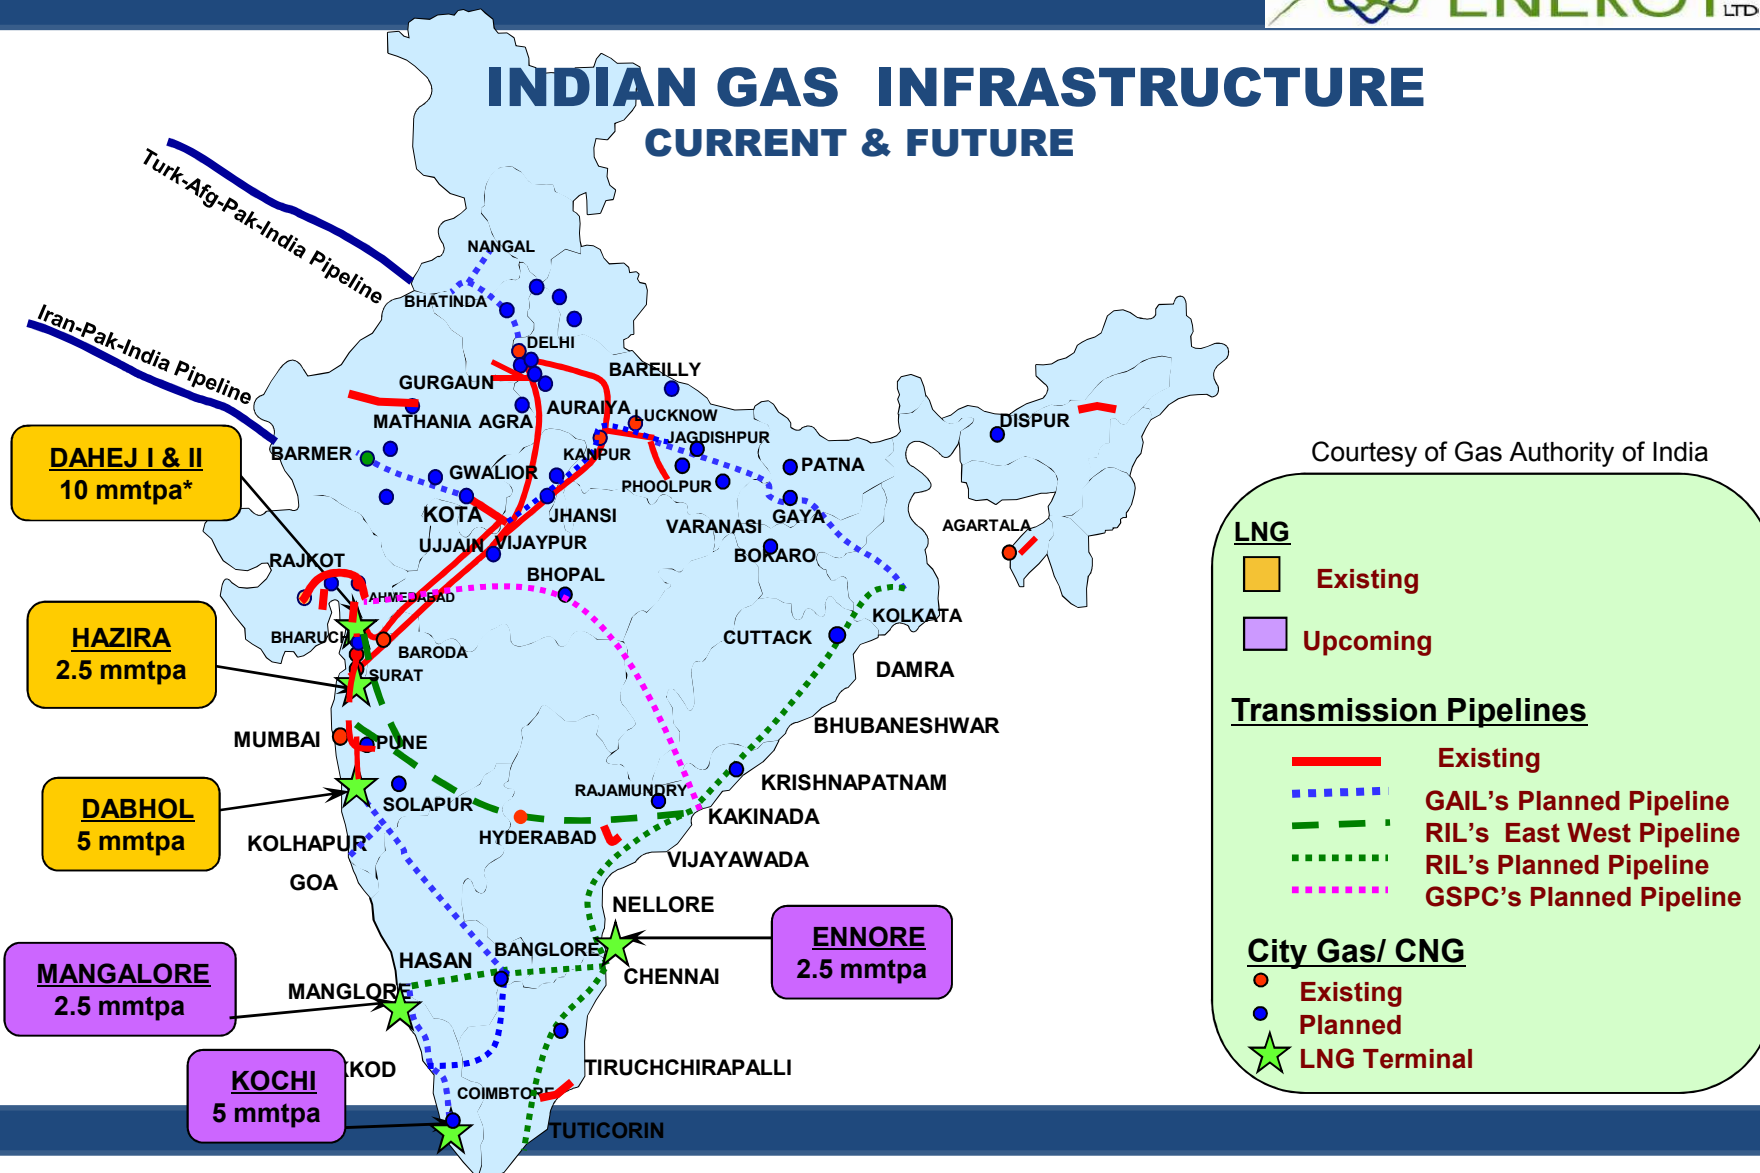 ENERGY
LTD
INDIAN GAS INFRASTRUCTURE
CURRENT & FUTURE
Turk-Afg-Pak-India Pipeline
Iran-Pak-India Pipeline
NANGAL
BHATINDA
DELHI
GURGAUN
BAREILLY
MATHANIA AGRA
AURAIYA
LUCKNOW
DISPUR
BARMER
GWALIOR
KANPUR
JAGDISHPUR
PATNA
PHOOLPUR
KOTA
JHANSI
VARANASI
GAYA
AGARTALA
UJJAIN
VIJAYPUR
BOKARO
RAJKOT
BHOPAL
AHMEDABAD
KOLKATA
BHARUCH
BARODA
CUTTACK
SURAT
DAMRA
BHUBANESHWAR
MUMBAI
PUNE
KRISHNAPATNAM
SOLAPUR
RAJAMUNDRY
KAKINADA
KOLHAPUR
HYDERABAD
VIJAYAWADA
GOA
NELLORE
HASAN
BANGLORE
CHENNAI
MANGLORE
KKOD
TIRUCHCHIRAPALLI
COIMBTORE
TUTICORIN
DAHEJ I & II
10 mmtpa*
HAZIRA
2.5 mmtpa
DABHOL
5 mmtpa
MANGALORE
2.5 mmtpa
KOCHI
5 mmtpa
ENNORE
2.5 mmtpa
Courtesy of Gas Authority of India
LNG
Existing
Upcoming
Transmission Pipelines
Existing
GAIL's Planned Pipeline
RIL's East West Pipeline
RIL's Planned Pipeline
GSPC's Planned Pipeline
City Gas/ CNG
Existing
Planned
LNG Terminal